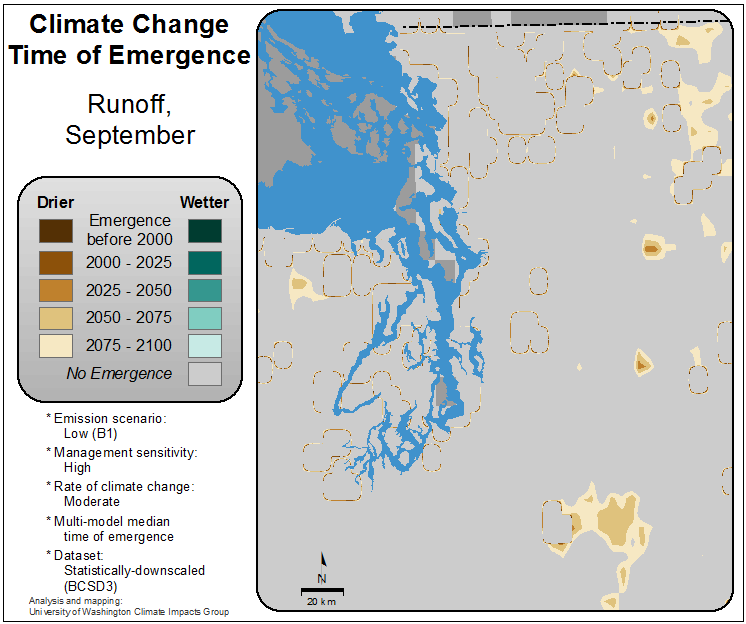 Climate Change
Time of Emergence
Runoff,
September
Drier
Wetter
Emergence
before 2000
2000 - 2025
2025 - 2050
2050 - 2075
2075 - 2100
No Emergence
* Emission scenario:
Low (B1)
* Management sensitivity:
High
* Rate of climate change:
Moderate
* Multi-model median
time of emergence
* Dataset:
Statistically-downscaled
(BCSD3)
Analysis and mapping:
University of Washington Climate Impacts Group
N
20 km